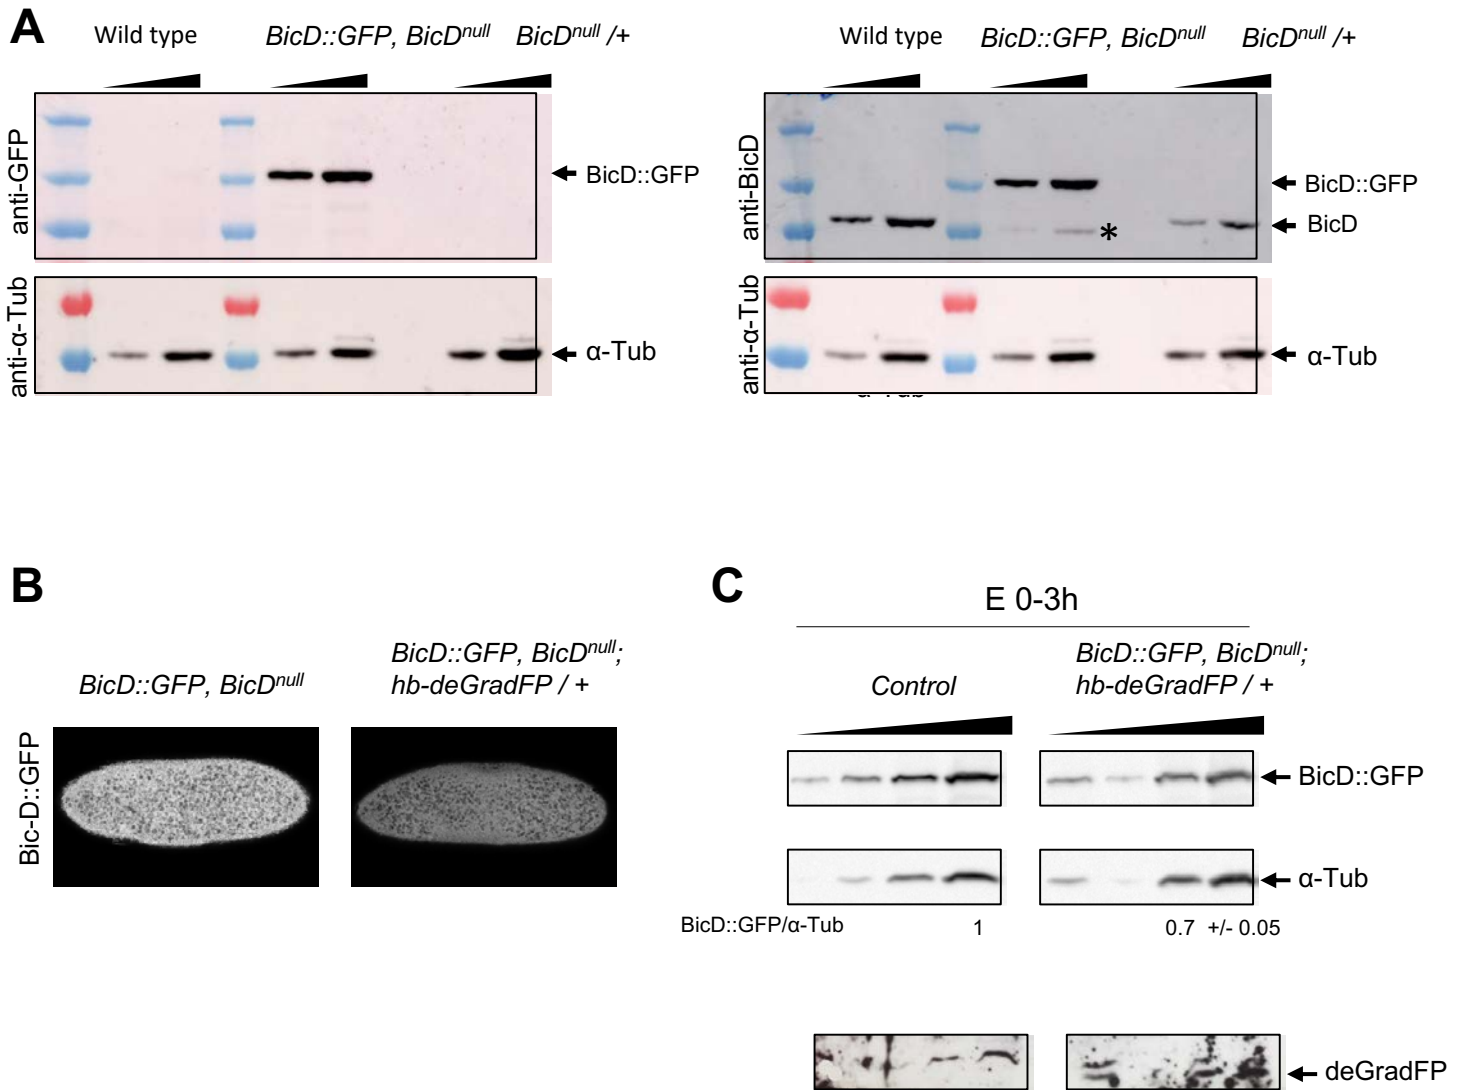 A
Wild type
BicD::GFP, BicDnull
BicDnull /+
anti-GFP
BicD::GFP
anti-α-Tub
α-Tub
Wild type
BicD::GFP, BicDnull
BicDnull /+
anti-BicD
BicD::GFP
BicD
*
anti-α-Tub
α-Tub
B
BicD::GFP, BicDnull
BicD::GFP, BicDnull;
hb-deGradFP / +
Bic-D::GFP
C
E 0-3h
Control
BicD::GFP, BicDnull;
hb-deGradFP / +
BicD::GFP
α-Tub
BicD::GFP/α-Tub
1
0.7 +/- 0.05
deGradFP